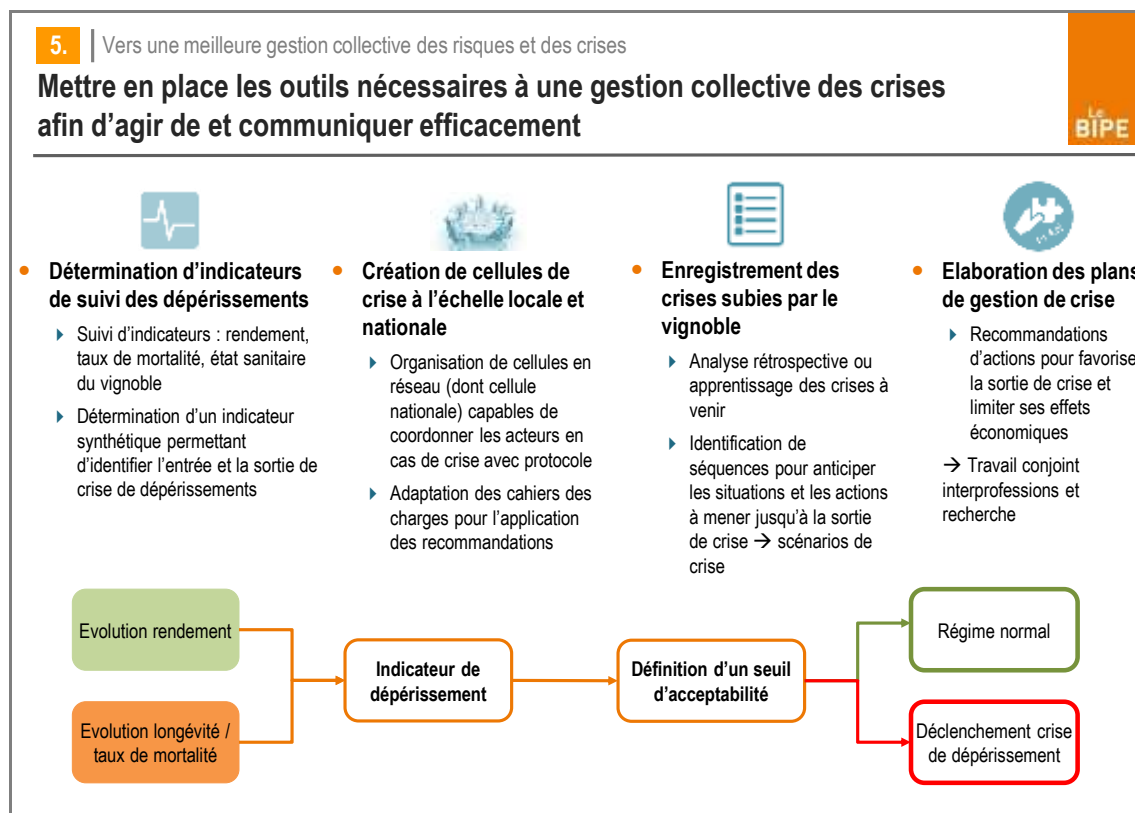 5.
Vers une meilleure gestion collective des risques et des crises
Mettre en place les outils nécessaires à une gestion collective des crises
afin d’agir de et communiquer efficacement
Le
BIPE
• Détermination d’indicateurs
de suivi des dépérissements
Suivi d’indicateurs : rendement,
taux de mortalité, état sanitaire
du vignoble
Détermination d’un indicateur
synthétique permettant
d’identifier l’entrée et la sortie de
crise de dépérissements
• Création de cellules de
crise à l’échelle locale et
nationale
Organisation de cellules en
réseau (dont cellule
nationale) capables de
coordonner les acteurs en
cas de crise avec protocole
Adaptation des cahiers des
charges pour l’application
des recommandations
• Enregistrement des
crises subies par le
vignoble
Analyse rétrospective ou
apprentissage des crises à
venir
Identification de
séquences pour anticiper
les situations et les actions
à mener jusqu’à la sortie
de crise → scénarios de
crise
• Elaboration des plans
de gestion de crise
Recommandations
d’actions pour favorise
la sortie de crise et
limiter ses effets
économiques
→ Travail conjoint
interprofessions et
recherche
Evolution rendement
Evolution longévité /
taux de mortalité
Indicateur de
dépérissement
Définition d’un seuil
d’acceptabilité
Régime normal
Déclenchement crise
de dépérissement